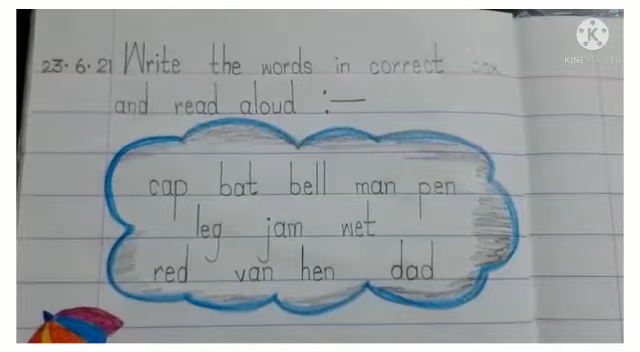 KINEMASTER
23.6.21 Write the words in correct box
and read aloud :—
cap bat bell man pen
leg jam wet
red van hen dad